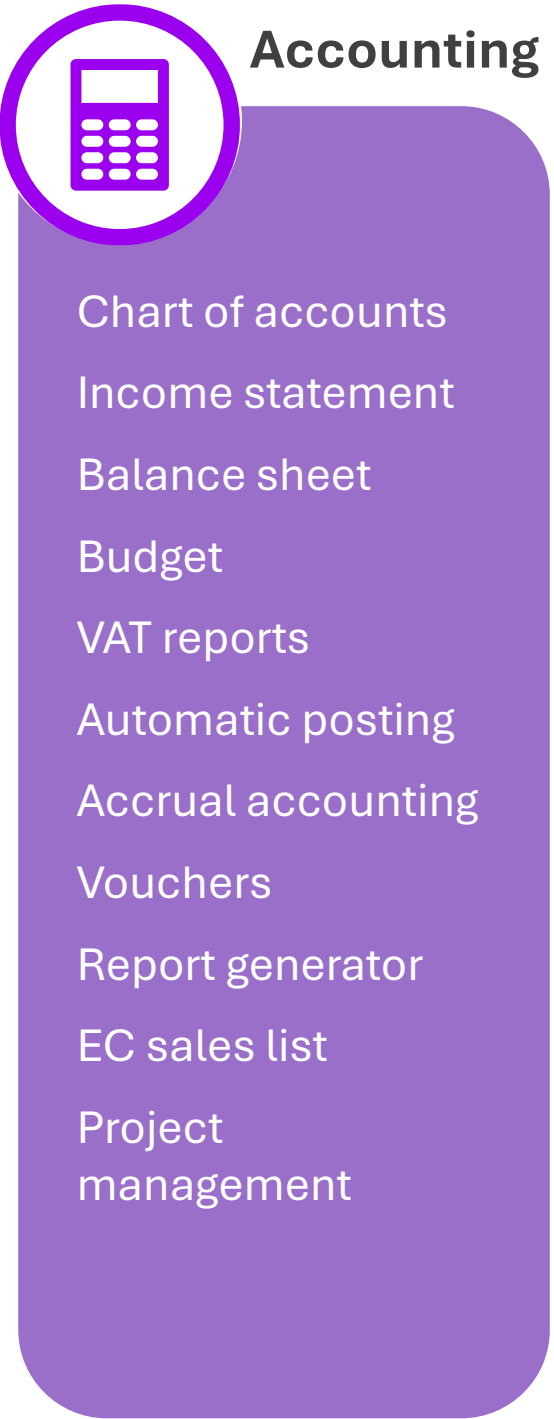 Accounting
Chart of accounts
Income statement
Balance sheet
Budget
VAT reports
Automatic posting
Accrual accounting
Vouchers
Report generator
EC sales list
Project
management